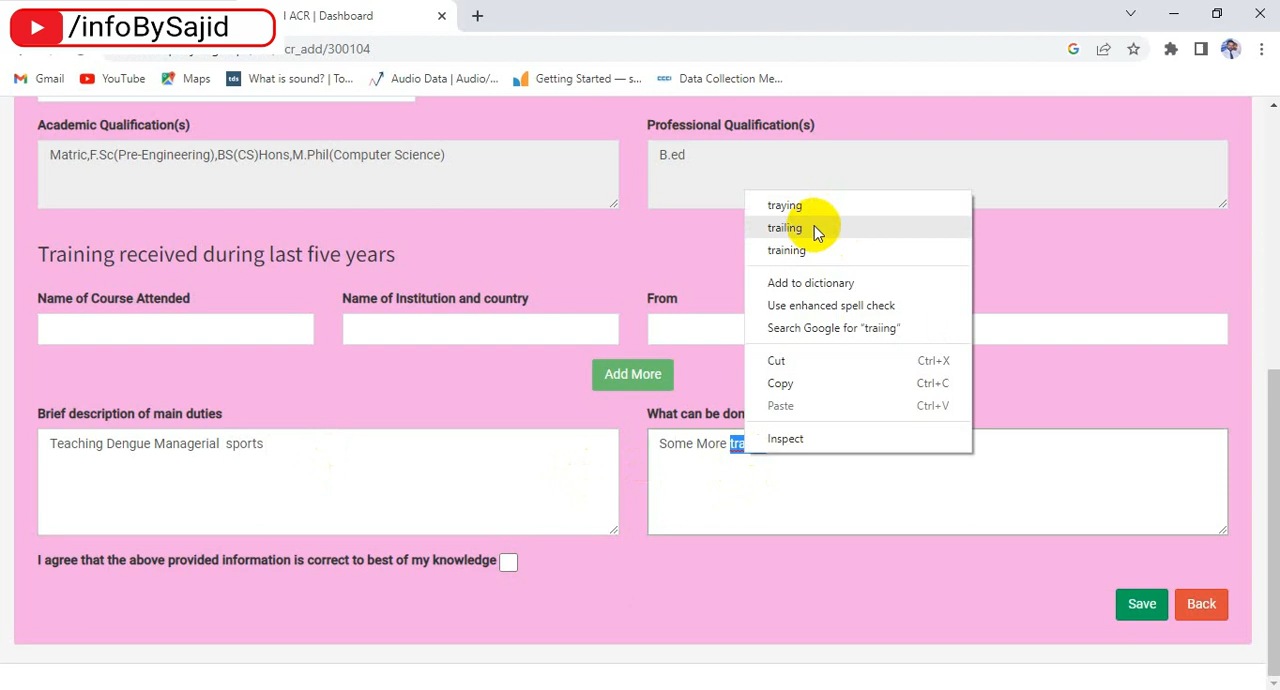 /infoBySajid
ACR | Dashboard
cr_add/300104
Gmail
YouTube
Maps
tds
What is sound? | To...
Audio Data | Audio/...
Getting Started — s...
Data Collection Me...
Academic Qualification(s)
Professional Qualification(s)
Matric,F.Sc(Pre-Engineering),BS(CS)Hons,M.Phil(Computer Science)
B.ed
traying
trailing
training
Add to dictionary
Use enhanced spell check
Search Google for “traiing”
Cut Ctrl+X
Copy Ctrl+C
Paste Ctrl+V
Inspect
Training received during last five years
Name of Course Attended
Name of Institution and country
From
Add More
Brief description of main duties
What can be don
Teaching Dengue Managerial sports
Some More tra
I agree that the above provided information is correct to best of my knowledge
Save
Back